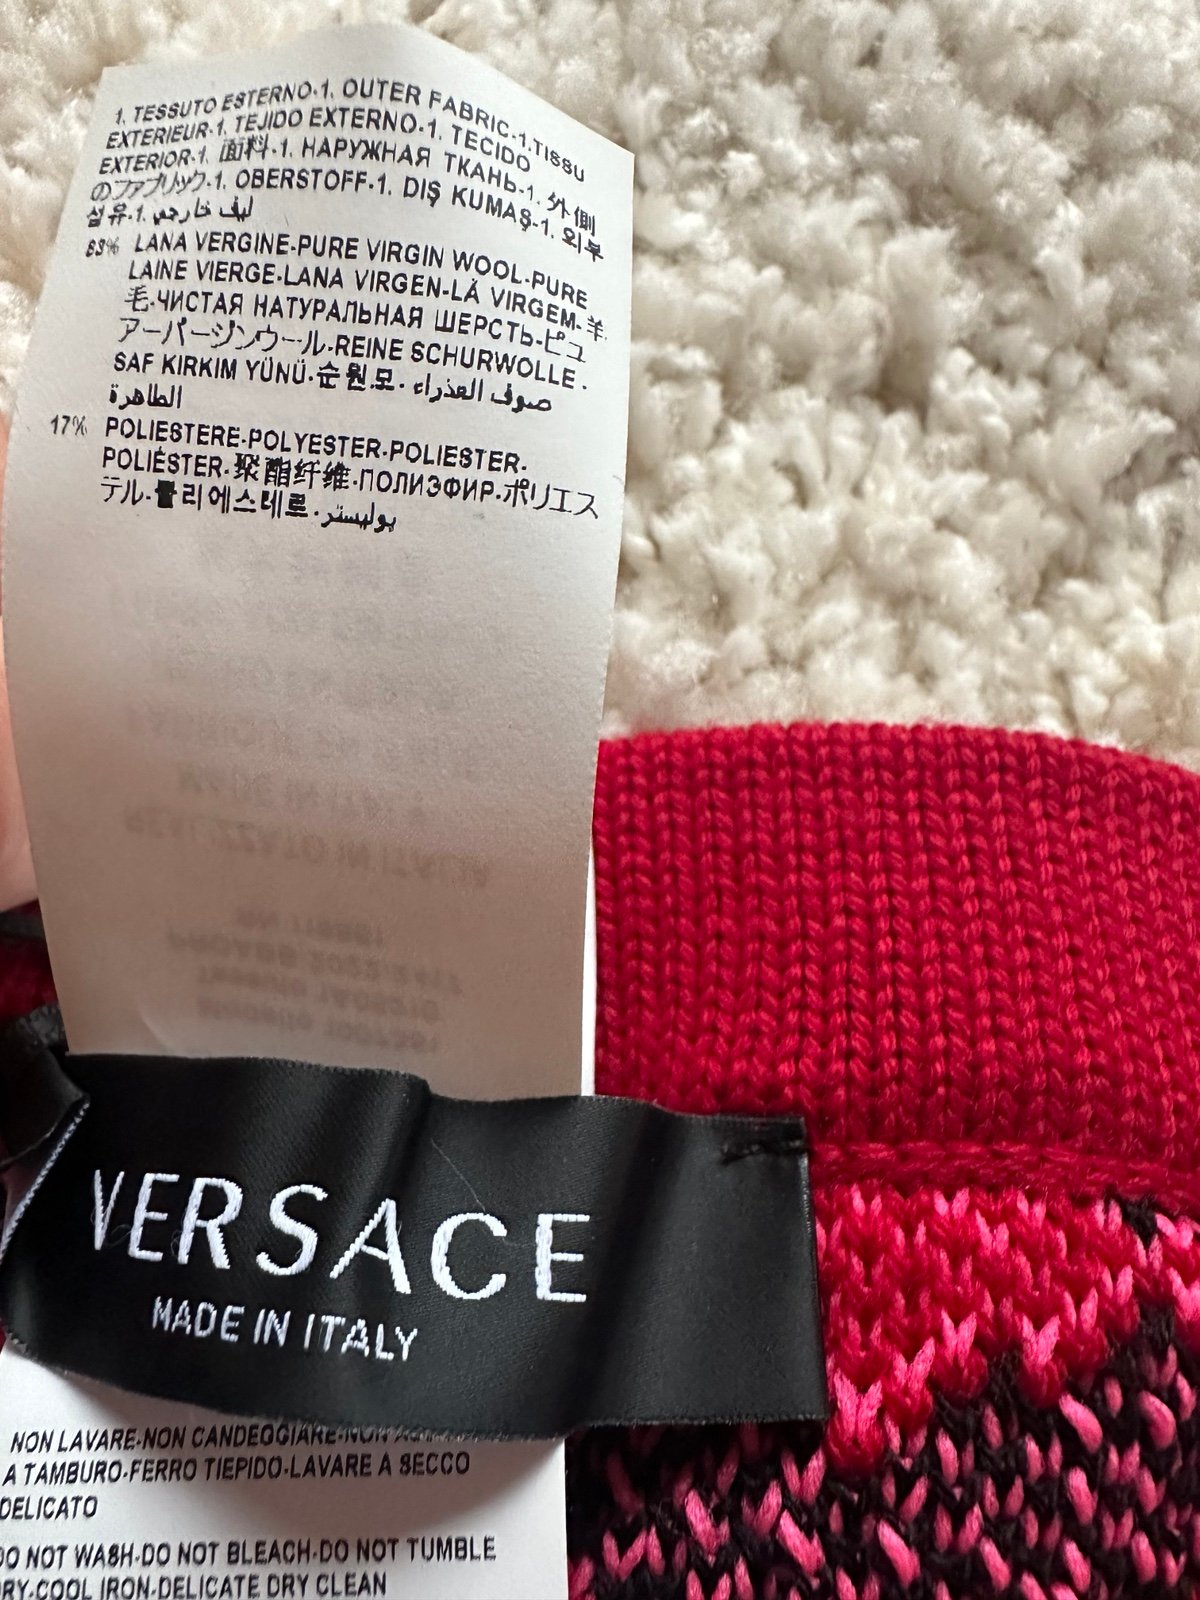 1. TESSUTO ESTERNO-1. OUTER FABRIC-1.TISSU
EXTERIEUR-1. TEJIDO EXTERNO-1. TECIDO
EXTERIOR-1. 面料-1. НАРУЖНАЯ ТКАНЬ-1. 外側
のファブリック-1. OBERSTOFF-1. DIŞ KUMAŞ-1. 외부
섬유-1. ليف خارجي
83% LANA VERGINE-PURE VIRGIN WOOL-PURE
LAINE VIERGE-LANA VIRGEN-LÃ VIRGEM-羊
毛-ЧИСТАЯ НАТУРАЛЬНАЯ ШЕРСТЬ-ピュ
アーバージンウール-REINE SCHURWOLLE-
SAF KIRKIM YÜNÜ-순원모- صوف العذراء
الطاهرة
17% POLIESTERE-POLYESTER-POLIESTER-
POLIÉSTER-聚酯纤维-ПОЛИЭФИР-ポリエス
テル-폴리에스테르- بوليستر
MADE IN ITALY
REALIZZATO IN ITALIA
VERSACE
MADE IN ITALY
NON LAVARE-NON CANDEGGIARE-NON
A TAMBURO-FERRO TIEPIDO-LAVARE A SECCO
DELICATO
DO NOT WASH-DO NOT BLEACH-DO NOT TUMBLE
DRY-COOL IRON-DELICATE DRY CLEAN